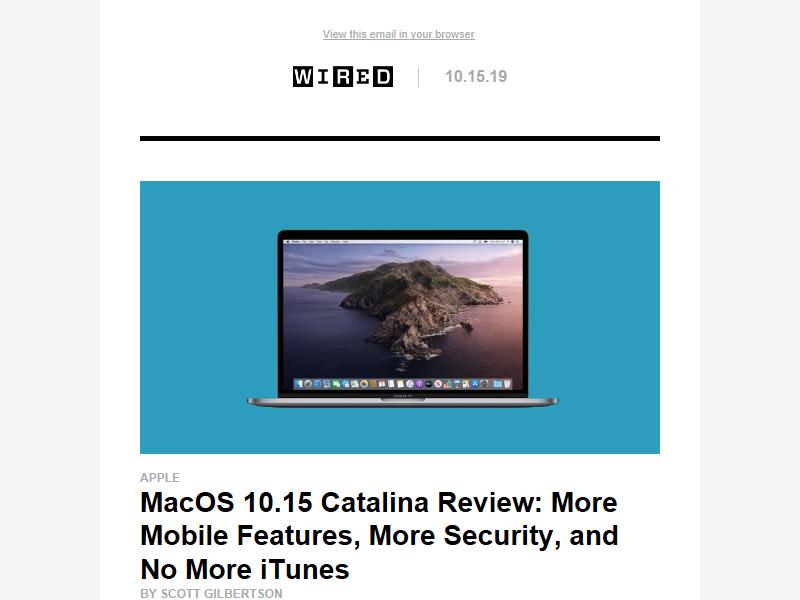 View this email in your browser
WIRED 10.15.19
APPLE
MacOS 10.15 Catalina Review: More
Mobile Features, More Security, and
No More iTunes
BY SCOTT GILBERTSON